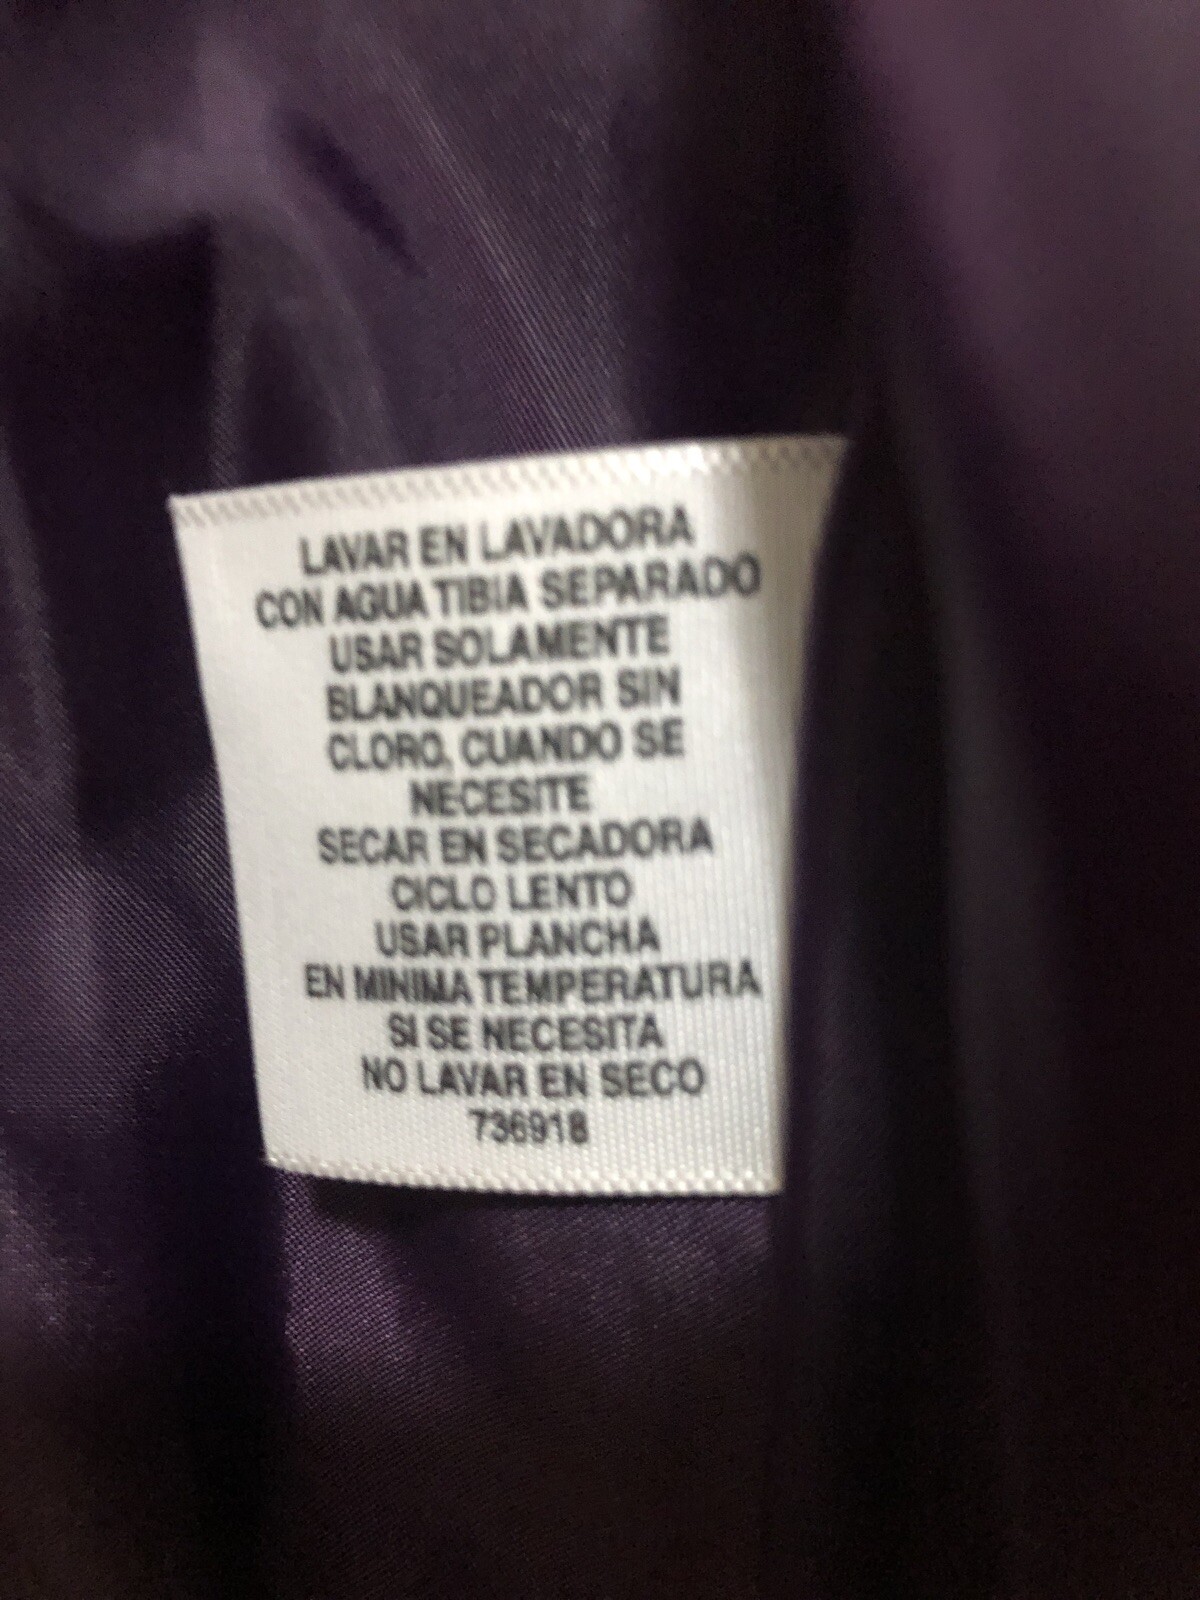 LAVAR EN LAVADORA
CON AGUA TIBIA SEPARADO
USAR SOLAMENTE
BLANQUEADOR SIN
CLORO, CUANDO SE
NECESITE
SECAR EN SECADORA
CICLO LENTO
USAR PLANCHA
EN MINIMA TEMPERATURA
SI SE NECESITA
NO LAVAR EN SECO
736918